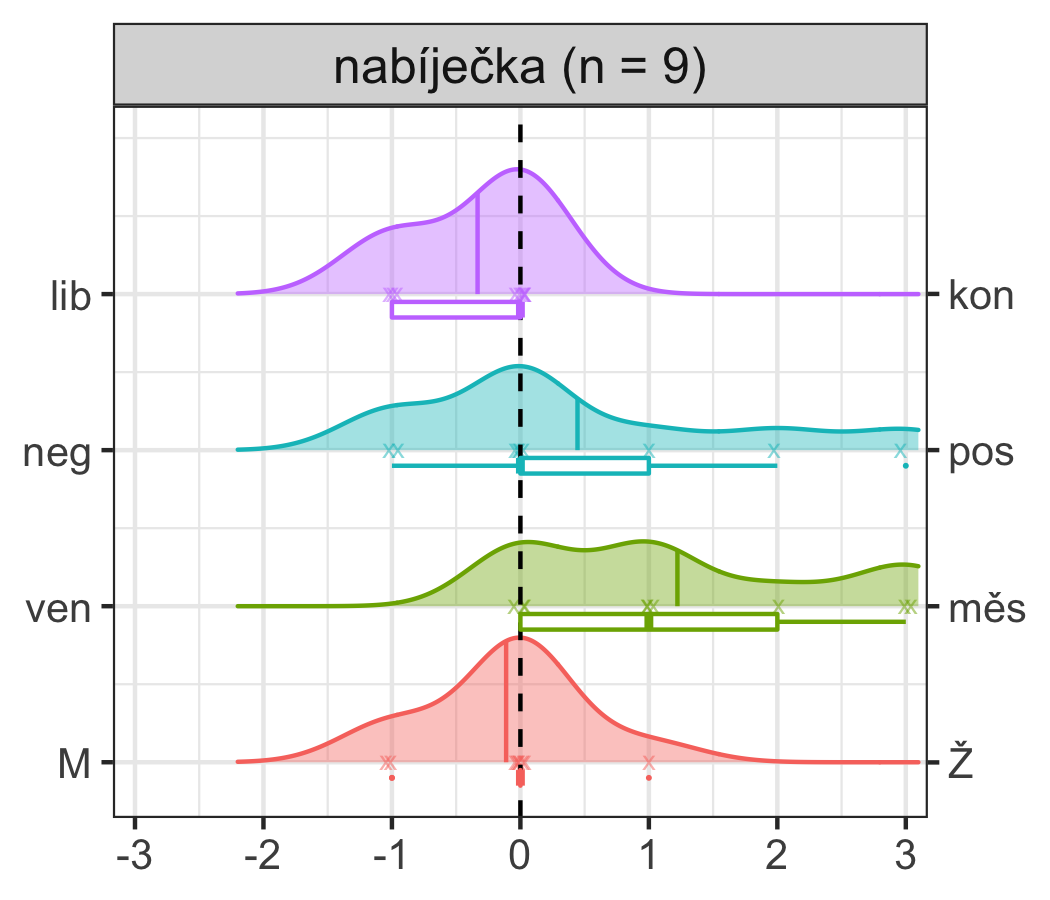 nabíječka (n = 9)
lib kon
neg pos
ven měs
M Ž
-3 -2 -1 0 1 2 3